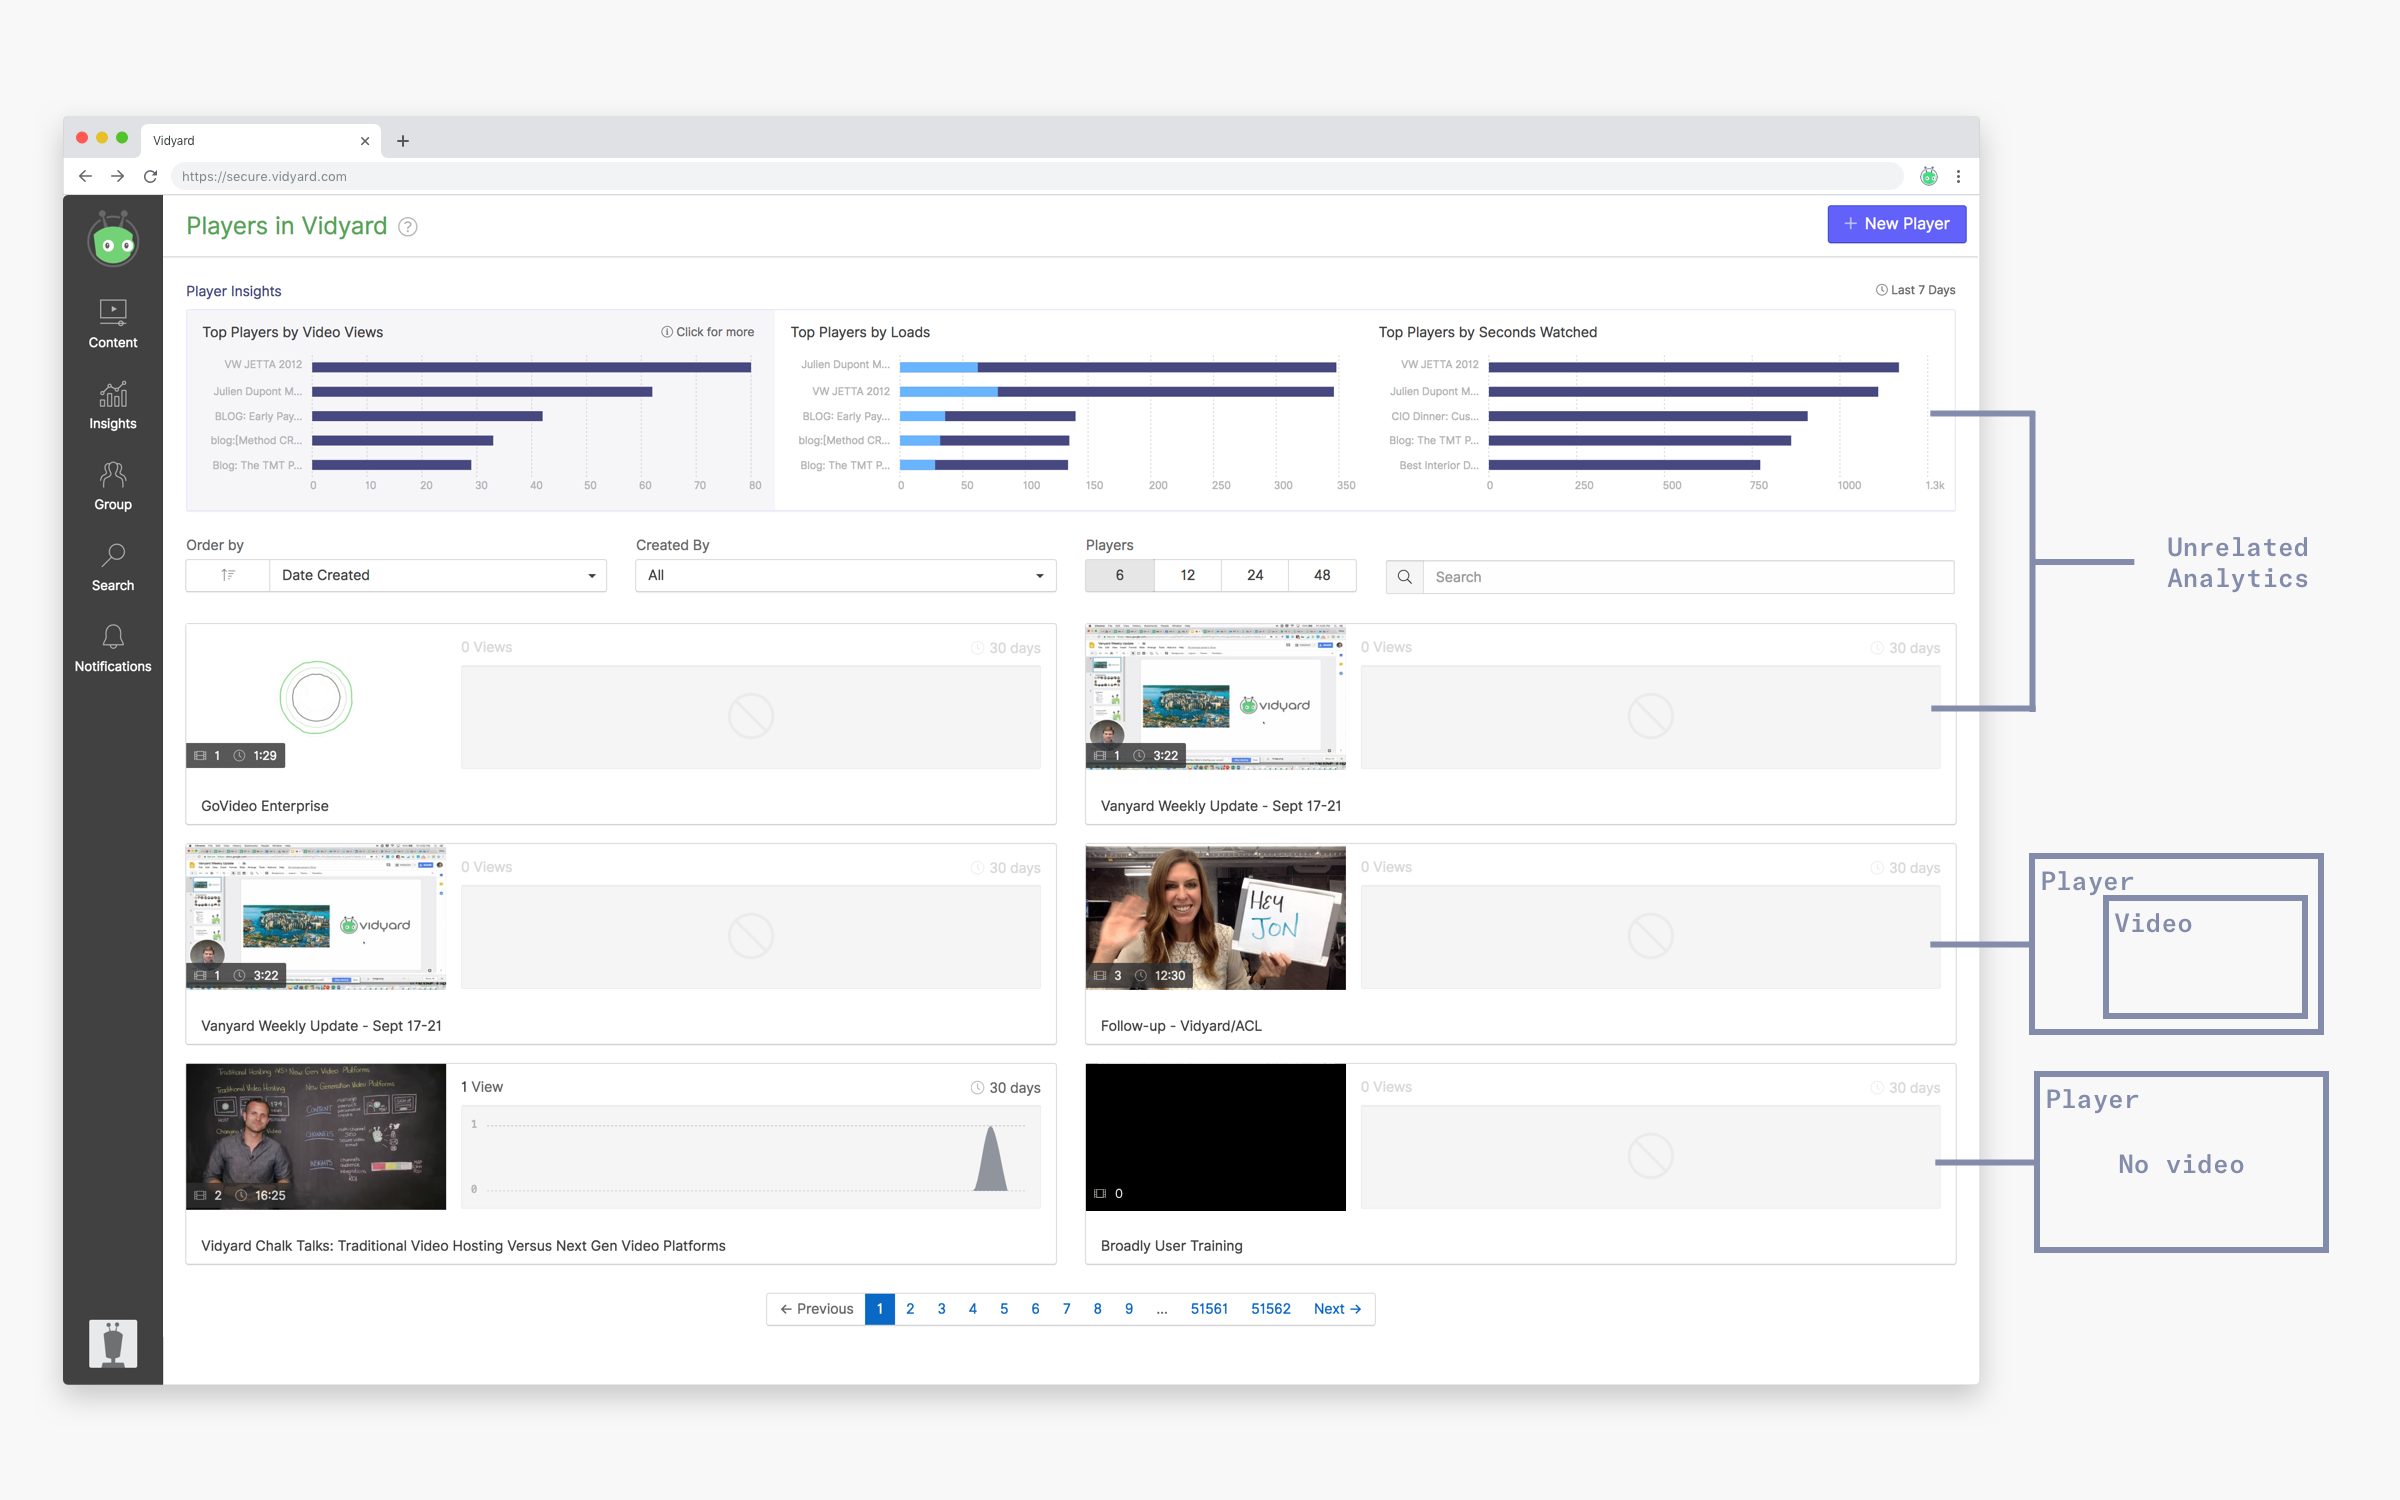 Vidyard
https://secure.vidyard.com
Players in Vidyard ?
+ New Player
Content
Insights
Group
Search
Notifications
Player Insights
Last 7 Days
Top Players by Video Views
Click for more
VW JETTA 2012
Julien Dupont M...
BLOG: Early Pay...
blog:[Method CR...
Blog: The TMT P...
0 10 20 30 40 50 60 70 80
Top Players by Loads
Julien Dupont M...
VW JETTA 2012
BLOG: Early Pay...
blog:[Method CR...
Blog: The TMT P...
0 50 100 150 200 250 300 350
Top Players by Seconds Watched
VW JETTA 2012
Julien Dupont M...
CIO Dinner: Cus...
Blog: The TMT P...
Best Interior D...
0 250 500 750 1000 1.3k
Order by
Date Created
Created By
All
Players
6 12 24 48
Search
0 Views
30 days
1 1:29
GoVideo Enterprise
0 Views
30 days
vidyard
1 3:22
Vanyard Weekly Update - Sept 17-21
0 Views
30 days
vidyard
1 3:22
Vanyard Weekly Update - Sept 17-21
0 Views
30 days
HEY
JON
3 12:30
Follow-up - Vidyard/ACL
Traditional Video Hosting
New Generation Video Platforms
CONTENT
CHANNELS
INSIGHTS
2 16:25
1 View
30 days
1
0
Vidyard Chalk Talks: Traditional Video Hosting Versus Next Gen Video Platforms
0 Views
30 days
0
Broadly User Training
← Previous 1 2 3 4 5 6 7 8 9 ... 51561 51562 Next →
Unrelated
Analytics
Player
Video
Player
No video